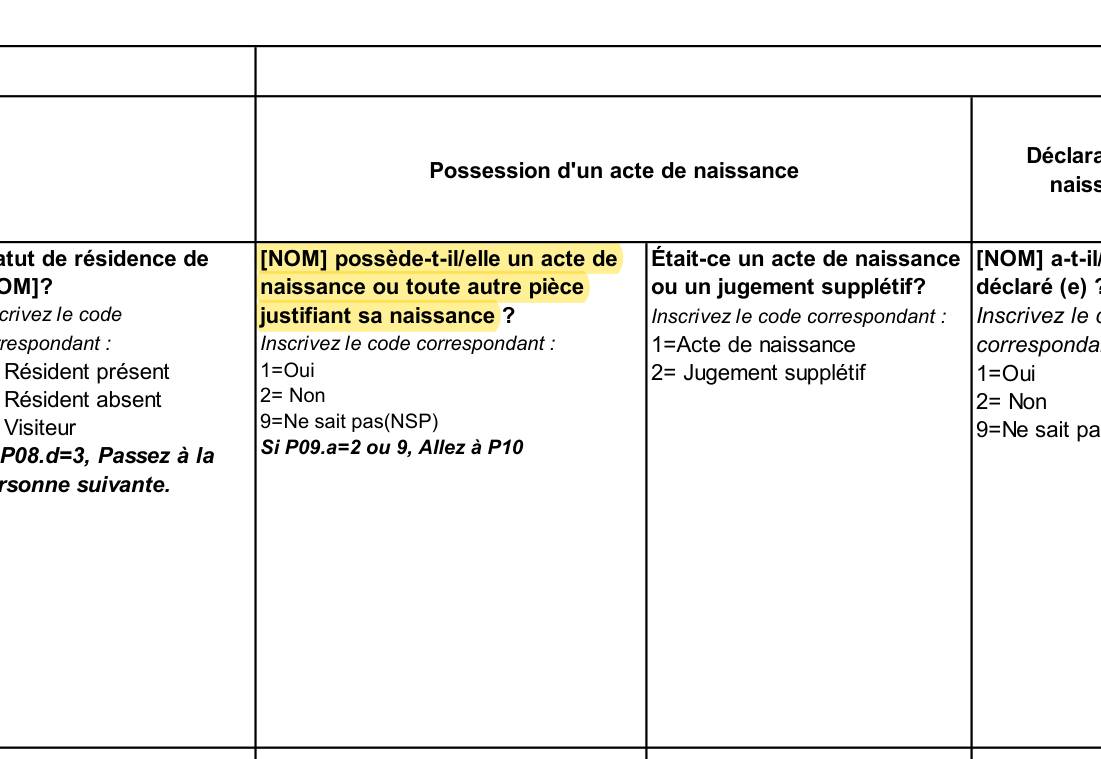 Possession d'un acte de naissance
Déclara
naiss
atut de résidence de
OM]?
crivez le code
respondant :
Résident présent
Résident absent
Visiteur
P08.d=3, Passez à la
rsonne suivante.
[NOM] possède-t-il/elle un acte de
naissance ou toute autre pièce
justifiant sa naissance ?
Inscrivez le code correspondant :
1=Oui
2= Non
9=Ne sait pas(NSP)
Si P09.a=2 ou 9, Allez à P10
Était-ce un acte de naissance
ou un jugement supplétif?
Inscrivez le code correspondant :
1=Acte de naissance
2= Jugement supplétif
[NOM] a-t-il/
déclaré (e) ?
Inscrivez le c
corresponda
1=Oui
2= Non
9=Ne sait pa